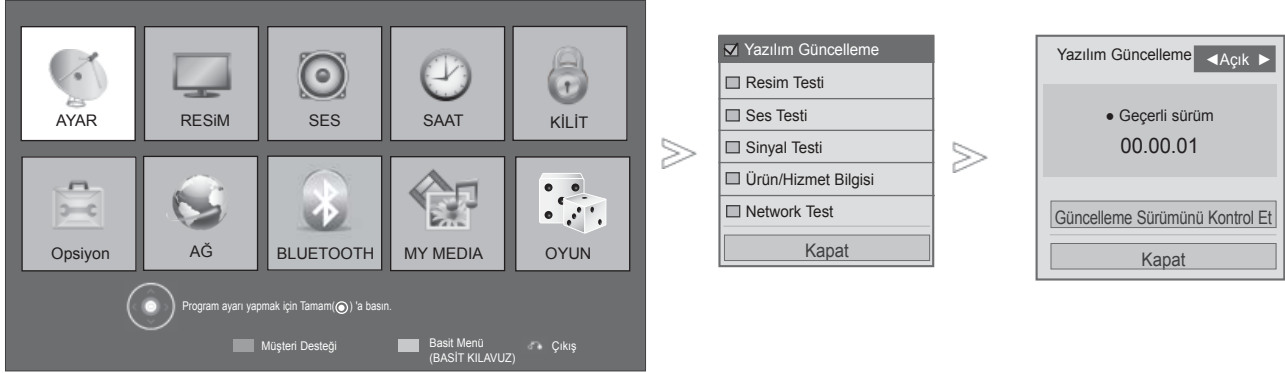 AYAR
RESiM
SES
SAAT
KİLİT
Opsiyon
AĞ
BLUETOOTH
MY MEDIA
OYUN
Program ayarı yapmak için Tamam(◉) 'a basın.
Müşteri Desteği
Basit Menü
(BASİT KILAVUZ)
Çıkış
Yazılım Güncelleme
Resim Testi
Ses Testi
Sinyal Testi
Ürün/Hizmet Bilgisi
Network Test
Kapat
Yazılım Güncelleme ◄Açık ►
● Geçerli sürüm
00.00.01
Güncelleme Sürümünü Kontrol Et
Kapat